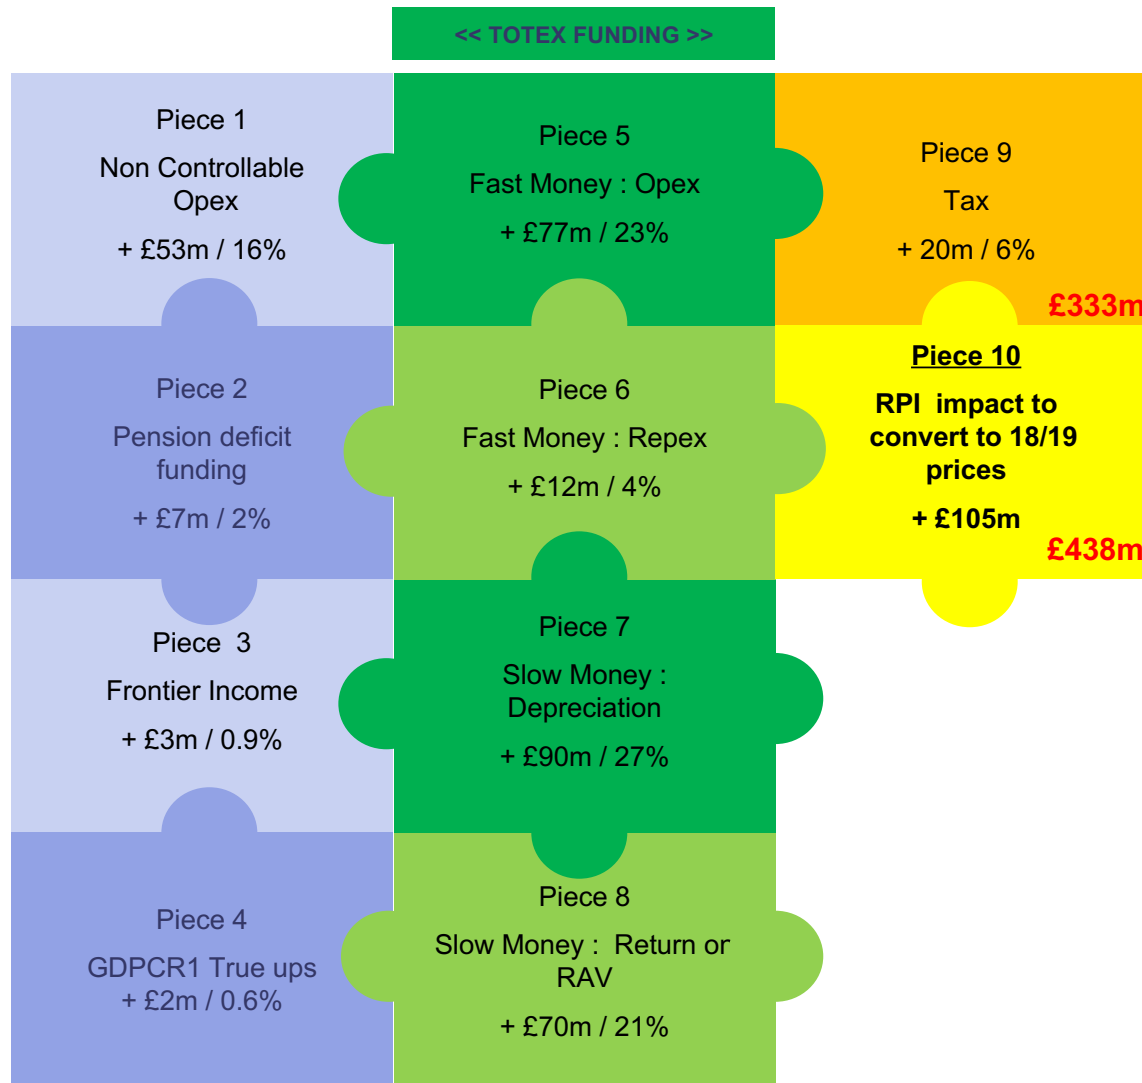 << TOTEX FUNDING >>
Piece 1
Non Controllable
Opex
+ £53m / 16%
Piece 2
Pension deficit
funding
+ £7m / 2%
Piece 3
Frontier Income
+ £3m / 0.9%
Piece 4
GDPCR1 True ups
+ £2m / 0.6%
Piece 5
Fast Money : Opex
+ £77m / 23%
Piece 6
Fast Money : Repex
+ £12m / 4%
Piece 7
Slow Money :
Depreciation
+ £90m / 27%
Piece 8
Slow Money : Return or
RAV
+ £70m / 21%
Piece 9
Tax
+ 20m / 6%
£333m
Piece 10
RPI impact to
convert to 18/19
prices
+ £105m
£438m